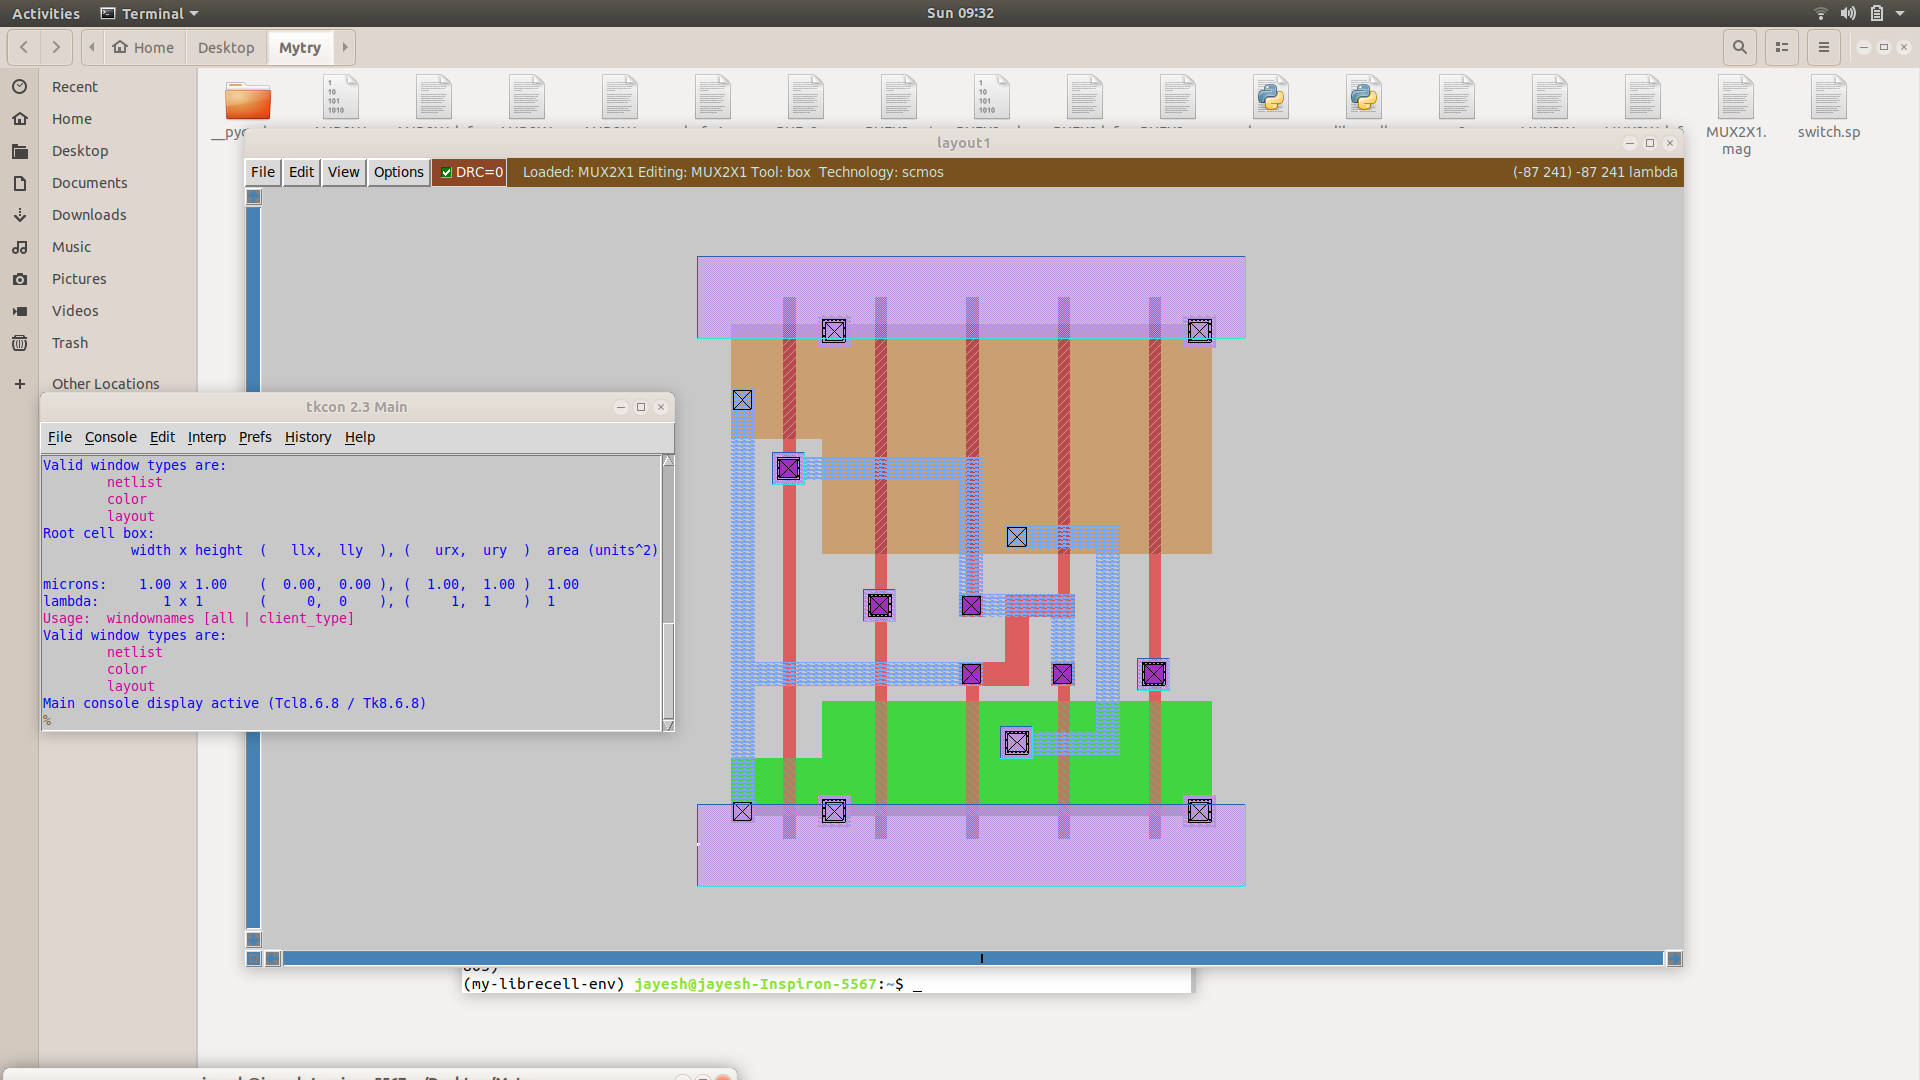 Activities
Terminal
Sun 09:32
Home
Desktop
Mytry
Recent
Home
Desktop
Documents
Downloads
Music
Pictures
Videos
Trash
Other Locations
MUX2X1.
mag
switch.sp
layout1
File Edit View Options DRC=0 Loaded: MUX2X1 Editing: MUX2X1 Tool: box Technology: scmos (-87 241) -87 241 lambda
tkcon 2.3 Main
File Console Edit Interp Prefs History Help
Valid window types are:
netlist
color
layout
Root cell box:
width x height ( llx, lly ), ( urx, ury ) area (units^2)
microns: 1.00 x 1.00 ( 0.00, 0.00 ), ( 1.00, 1.00 ) 1.00
lambda: 1 x 1 ( 0, 0 ), ( 1, 1 ) 1
Usage: windownames [all | client_type]
Valid window types are:
netlist
color
layout
Main console display active (Tcl8.6.8 / Tk8.6.8)
%
(my-librecell-env) jayesh@jayesh-Inspiron-5567:~$ _